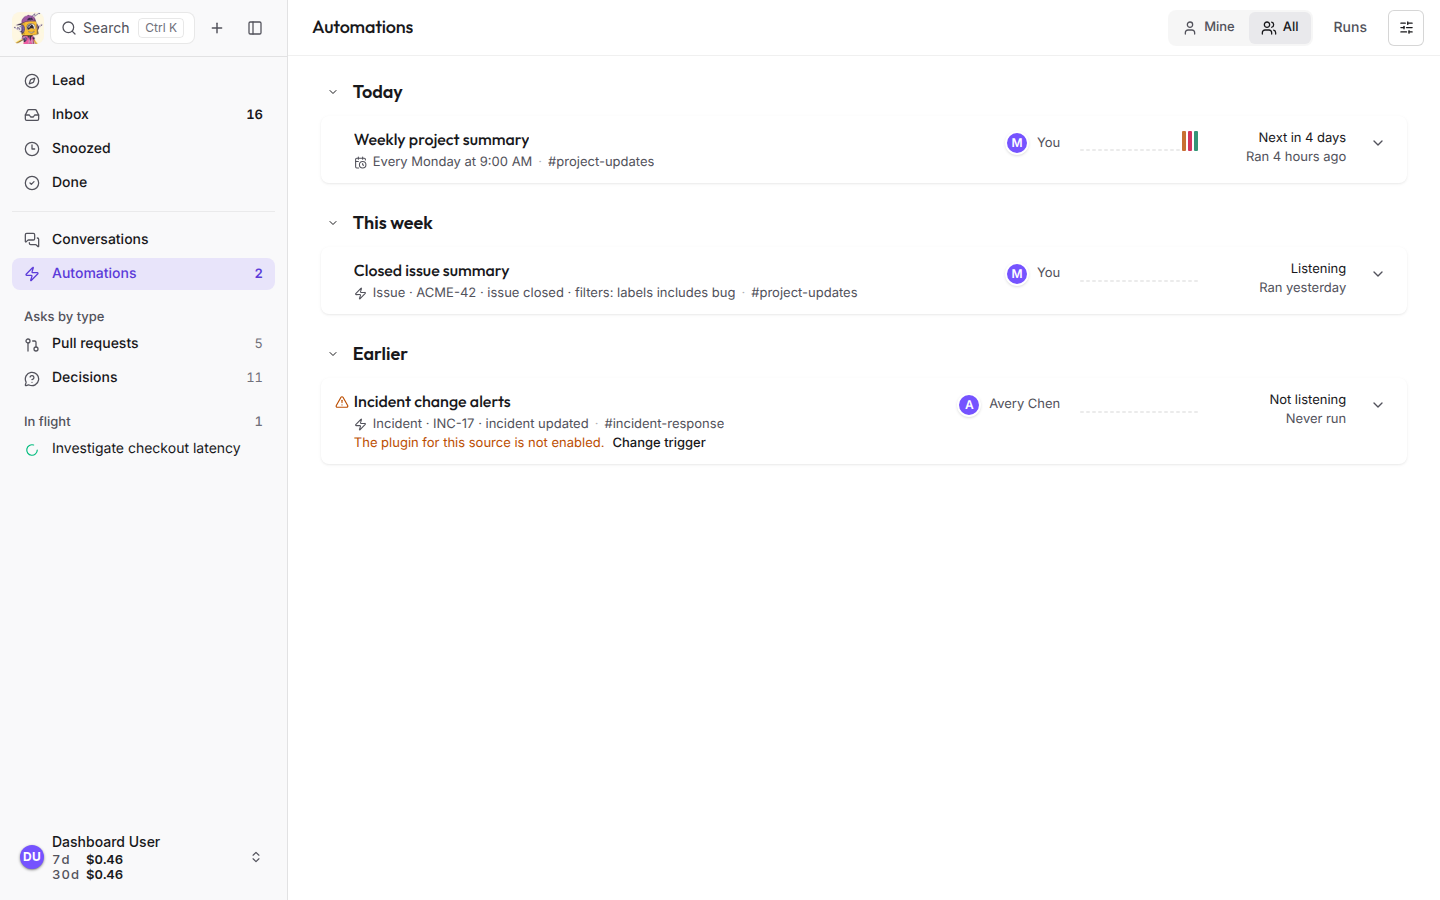 Search Ctrl K
Lead
Inbox 16
Snoozed
Done
Conversations
Automations 2
Asks by type
Pull requests 5
Decisions 11
In flight 1
Investigate checkout latency
DU Dashboard User
7d $0.46
30d $0.46
Automations
Mine All Runs
Today
Weekly project summary
Every Monday at 9:00 AM · #project-updates
M You
Next in 4 days
Ran 4 hours ago
This week
Closed issue summary
Issue · ACME-42 · issue closed · filters: labels includes bug · #project-updates
M You
Listening
Ran yesterday
Earlier
Incident change alerts
Incident · INC-17 · incident updated · #incident-response
The plugin for this source is not enabled. Change trigger
A Avery Chen
Not listening
Never run